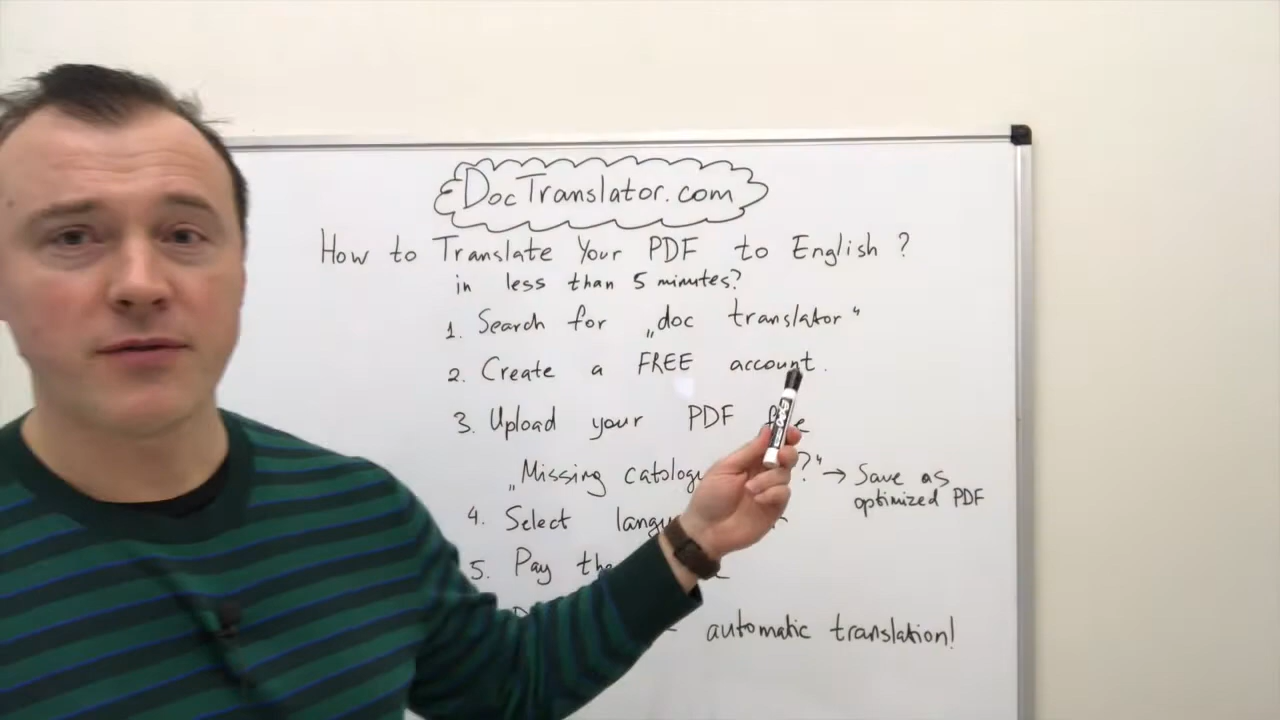 DocTranslator.com
How to Translate Your PDF to English ?
in less than 5 minutes?
1. Search for „doc translator"
2. Create a FREE account.
3. Upload your PDF
„Missing ?" → Save as
optimized PDF
4. Select
5. Pay
automatic translation!
EXPO